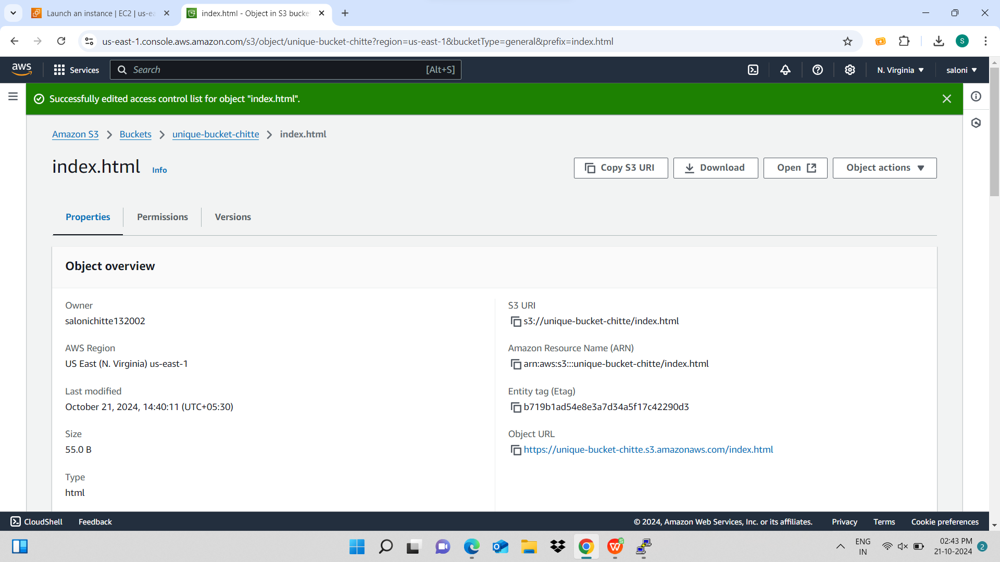 Launch an instance | EC2 | us-ea
index.html - Object in S3 bucke
us-east-1.console.aws.amazon.com/s3/object/unique-bucket-chitte?region=us-east-1&bucketType=general&prefix=index.html
S
aws
Services
Search
[Alt+S]
N. Virginia
saloni
Successfully edited access control list for object "index.html".
Amazon S3
Buckets
unique-bucket-chitte
index.html
index.html
Info
Copy S3 URI
Download
Open
Object actions
Properties
Permissions
Versions
Object overview
Owner
salonichitte132002
AWS Region
US East (N. Virginia) us-east-1
Last modified
October 21, 2024, 14:40:11 (UTC+05:30)
Size
55.0 B
Type
html
S3 URI
s3://unique-bucket-chitte/index.html
Amazon Resource Name (ARN)
arn:aws:s3:::unique-bucket-chitte/index.html
Entity tag (Etag)
b719b1ad54e8e3a7d34a5f17c42290d3
Object URL
https://unique-bucket-chitte.s3.amazonaws.com/index.html
CloudShell
Feedback
© 2024, Amazon Web Services, Inc. or its affiliates.
Privacy
Terms
Cookie preferences
ENG
IN
02:43 PM
21-10-2024
2